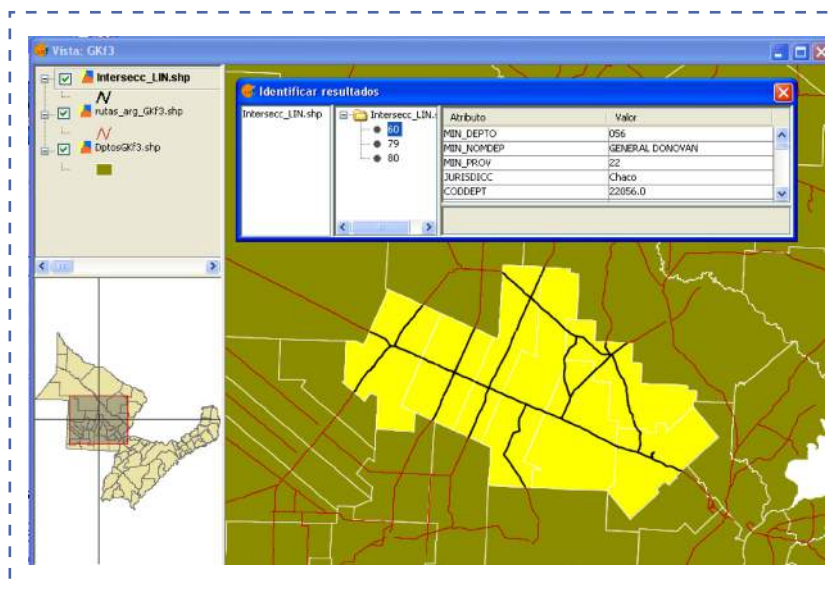 Vista: GKf3
Intersecc_LIN.shp
rutas_arg_GKf3.shp
DptosGKf3.shp
Identificar resultados
Intersecc_LIN.shp
Intersecc_LIN.
60
79
80
Atributo Valor
MIN_DEPTO 056
MIN_NOMDEP GENERAL DONOVAN
MIN_PROV 22
JURISDICC Chaco
CODDEPT 22056.0